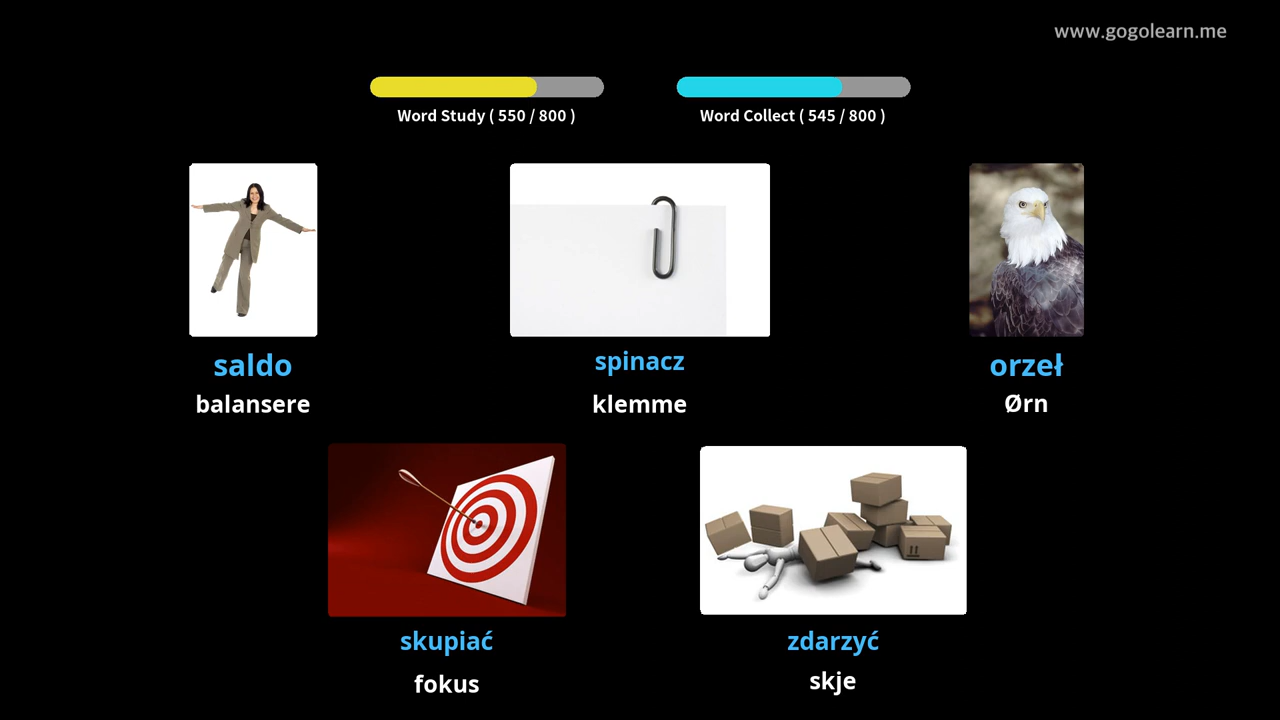 www.gogolearn.me
Word Study ( 550 / 800 )
Word Collect ( 545 / 800 )
saldo
balansere
spinacz
klemme
orzeł
Ørn
skupiać
fokus
zdarzyć
skje